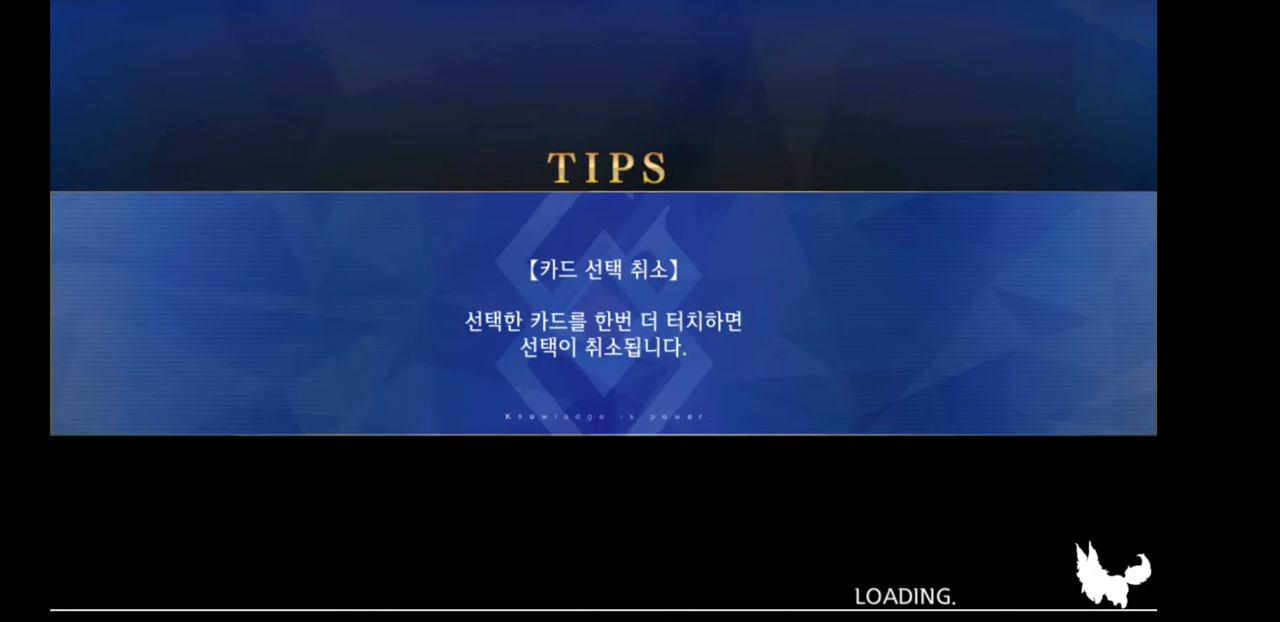 TIPS
【카드 선택 취소】
선택한 카드를 한번 더 터치하면
선택이 취소됩니다.
Knowledge is power.
LOADING.